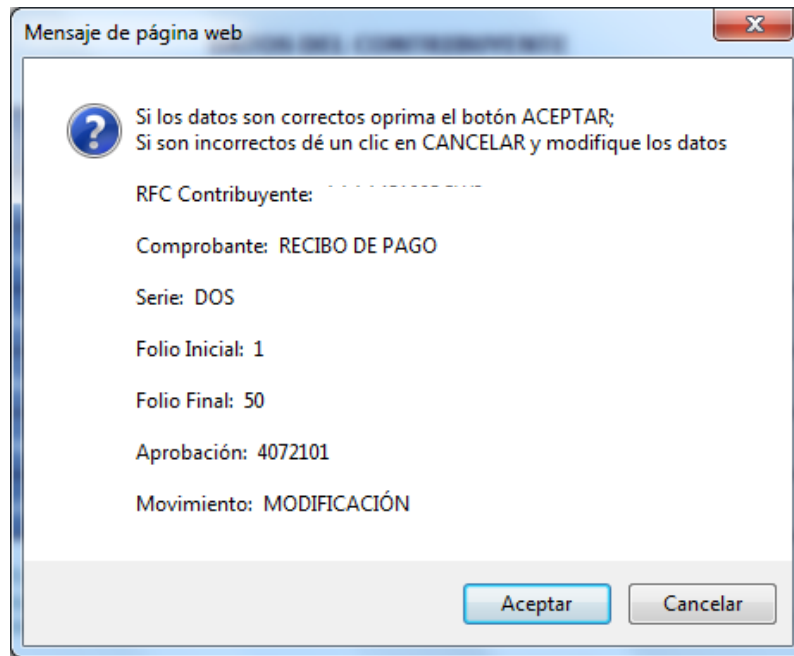 Mensaje de página web
Si los datos son correctos oprima el botón ACEPTAR;
Si son incorrectos dé un clic en CANCELAR y modifique los datos
RFC Contribuyente:
Comprobante: RECIBO DE PAGO
Serie: DOS
Folio Inicial: 1
Folio Final: 50
Aprobación: 4072101
Movimiento: MODIFICACIÓN
Aceptar
Cancelar